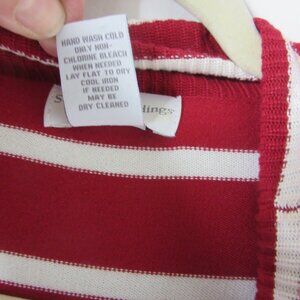 HAND WASH COLD
ONLY NON-
CHLORINE BLEACH
WHEN NEEDED
LAY FLAT TO DRY
COOL IRON
IF NEEDED
MAY BE
DRY CLEANED